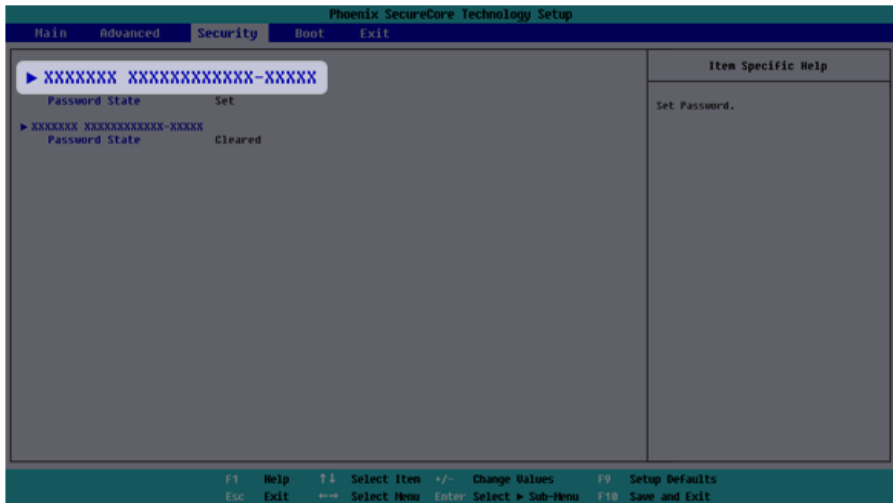 Phoenix SecureCore Technology Setup
Main Advanced Security Boot Exit
Item Specific Help
▶ XXXXXXX XXXXXXXXXXXX-XXXXX
Password State Set
Set Password.
▶ XXXXXXX XXXXXXXXXXXX-XXXXX
Password State Cleared
F1 Help ↑↓ Select Item +/- Change Values F9 Setup Defaults
Esc Exit ←→ Select Menu Enter Select ▶ Sub-Menu F10 Save and Exit